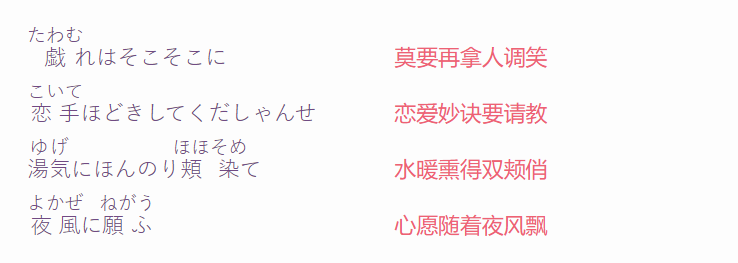 たわむ
戯れはそこそこに 莫要再拿人调笑
こいて
恋手ほどきしてくだしゃんせ 恋爱妙诀要请教
ゆげ ほほそめ
湯気にほんのり頬染て 水暖熏得双颊俏
よかぜ ねがう
夜風に願ふ 心愿随着夜风飘